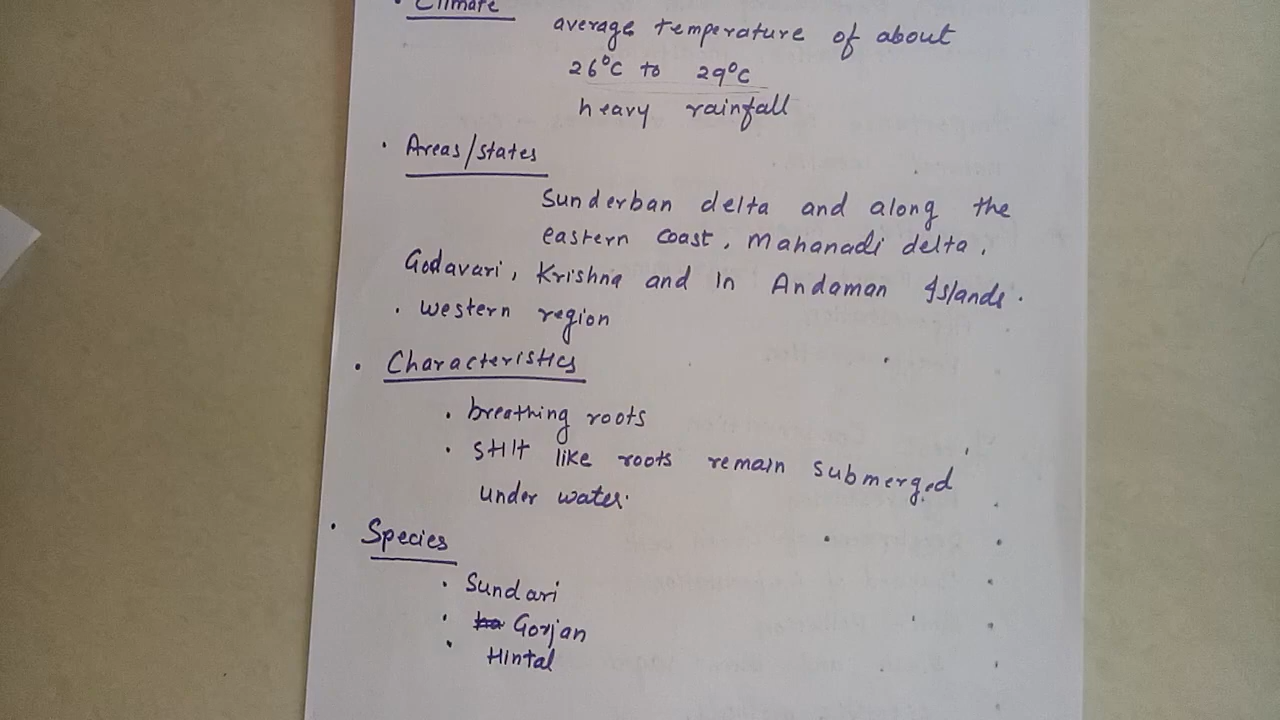 · Climate average temperature of about
26°C to 29°C
heavy rainfall
· Areas/states
Sunderban delta and along the
eastern coast, Mahanadi delta,
Godavari, Krishna and in Andaman Islands.
· western region
· Characteristics
· breathing roots
· stilt like roots remain submerged
under water.
· Species
· Sundari
· Gorjan
· Hintal